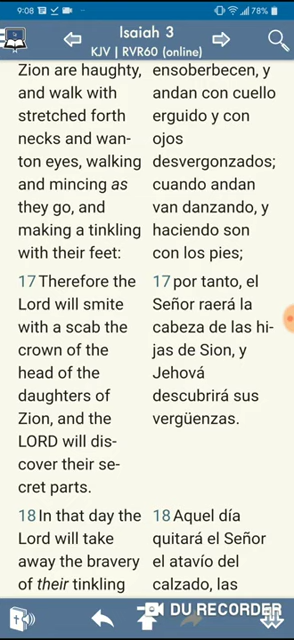 9:08 78%
Isaiah 3
KJV | RVR60 (online)
Zion are haughty,
and walk with
stretched forth
necks and wan-
ton eyes, walking
and mincing as
they go, and
making a tinkling
with their feet:
17 Therefore the
Lord will smite
with a scab the
crown of the
head of the
daughters of
Zion, and the
LORD will dis-
cover their se-
cret parts.
18 In that day the
Lord will take
away the bravery
of their tinkling
ensoberbecen, y
andan con cuello
erguido y con
ojos
desvergonzados;
cuando andan
van danzando, y
haciendo son
con los pies;
17 por tanto, el
Señor raerá la
cabeza de las hi-
jas de Sion, y
Jehová
descubrirá sus
vergüenzas.
18 Aquel día
quitará el Señor
el atavío del
calzado, las
DU RECORDER